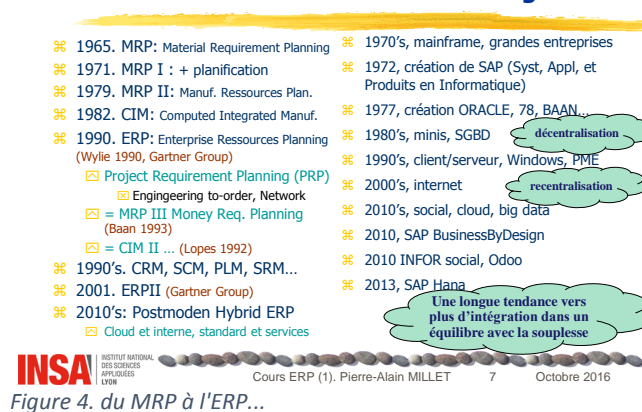 1965. MRP: Material Requirement Planning
1971. MRP I : + planification
1979. MRP II: Manuf. Ressources Plan.
1982. CIM: Computed Integrated Manuf.
1990. ERP: Enterprise Ressources Planning
(Wylie 1990, Gartner Group)
Project Requirement Planning (PRP)
Engingeering to-order, Network
= MRP III Money Req. Planning
(Baan 1993)
= CIM II ... (Lopes 1992)
1990's. CRM, SCM, PLM, SRM...
2001. ERPII (Gartner Group)
2010's: Postmoden Hybrid ERP
Cloud et interne, standard et services
1970's, mainframe, grandes entreprises
1972, création de SAP (Syst, Appl, et
Produits en Informatique)
1977, création ORACLE, 78, BAAN...
1980's, minis, SGBD
décentralisation
1990's, client/serveur, Windows, PME
2000's, internet
recentralisation
2010's, social, cloud, big data
2010, SAP BusinessByDesign
2010 INFOR social, Odoo
2013, SAP Hana
Une longue tendance vers
plus d'intégration dans un
équilibre avec la souplesse
INSA
INSTITUT NATIONAL
DES SCIENCES
APPLIQUÉES
LYON
Cours ERP (1). Pierre-Alain MILLET 7 Octobre 2016
Figure 4. du MRP à l'ERP...